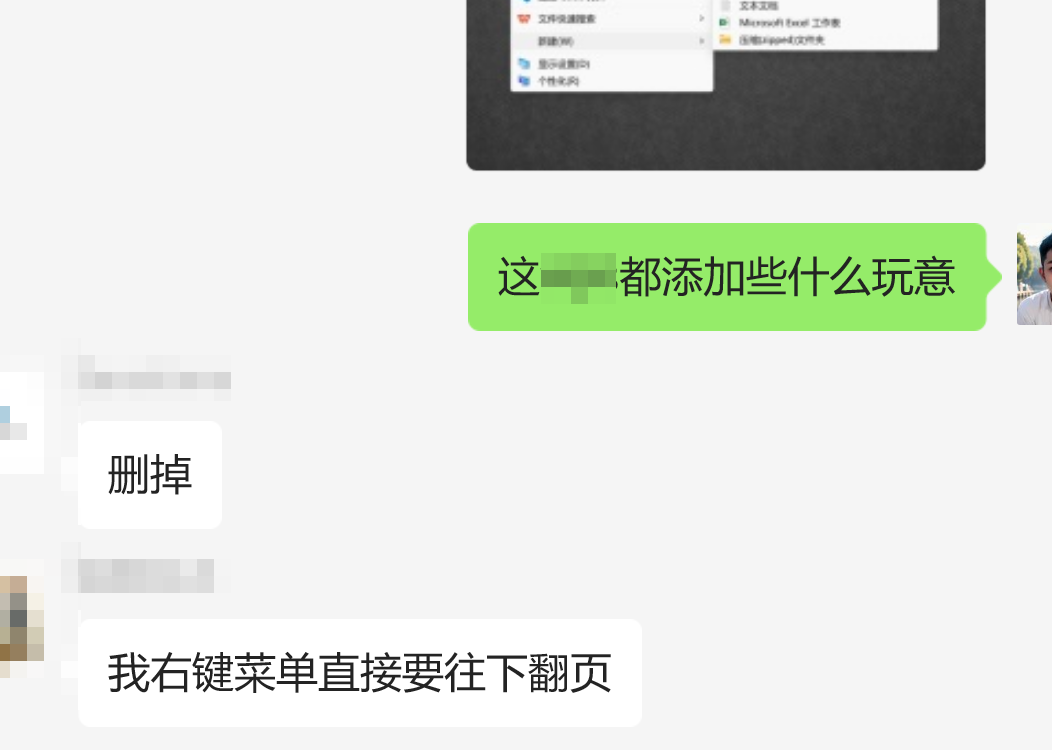 文本文档
文件快速搜索
Microsoft Excel 工作表
新建(W)
压缩(zipped)文件夹
显示设置(D)
个性化(R)
这
都添加些什么玩意
删掉
我右键菜单直接要往下翻页